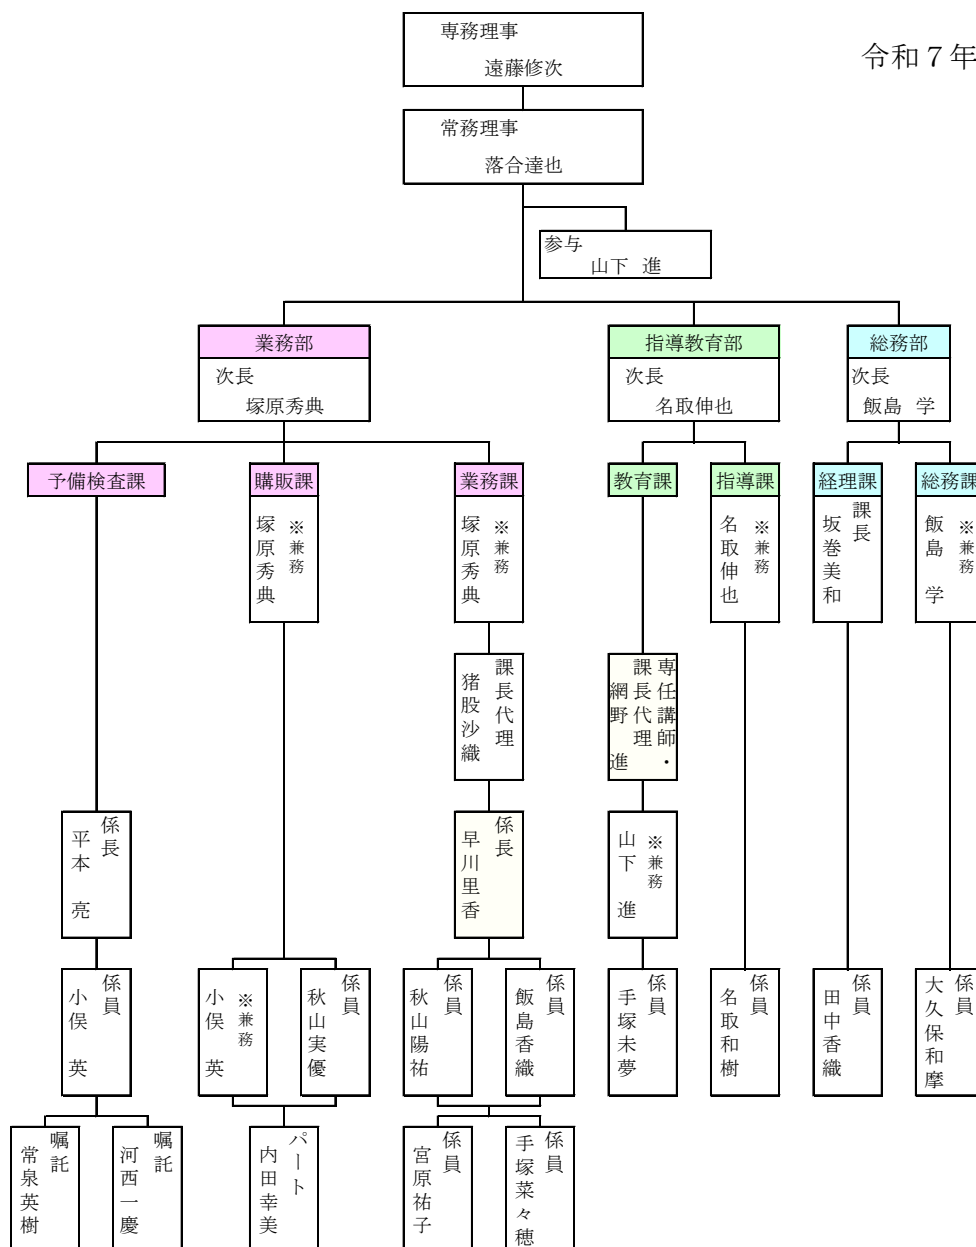 専務理事
遠藤修次
令和７年
常務理事
落合達也
参与
山下 進
業務部
次長
塚原秀典
指導教育部
次長
名取伸也
総務部
次長
飯島 学
予備検査課
購販課
※兼務
塚原秀典
業務課
※兼務
塚原秀典
教育課
指導課
※兼務
名取伸也
経理課
課長
坂巻美和
総務課
※兼務
飯島 学
課長代理
猪股沙織
専任講師・
課長代理
網野 進
係長
平本 亮
係長
早川里香
※兼務
山下 進
係員
小俣 英
※兼務
小俣 英
係員
秋山実優
係員
秋山陽祐
係員
飯島香織
係員
手塚未夢
係員
名取和樹
係員
田中香織
係員
大久保和摩
嘱託
常泉英樹
嘱託
河西一慶
パート
内田幸美
係員
宮原祐子
係員
手塚菜々穂